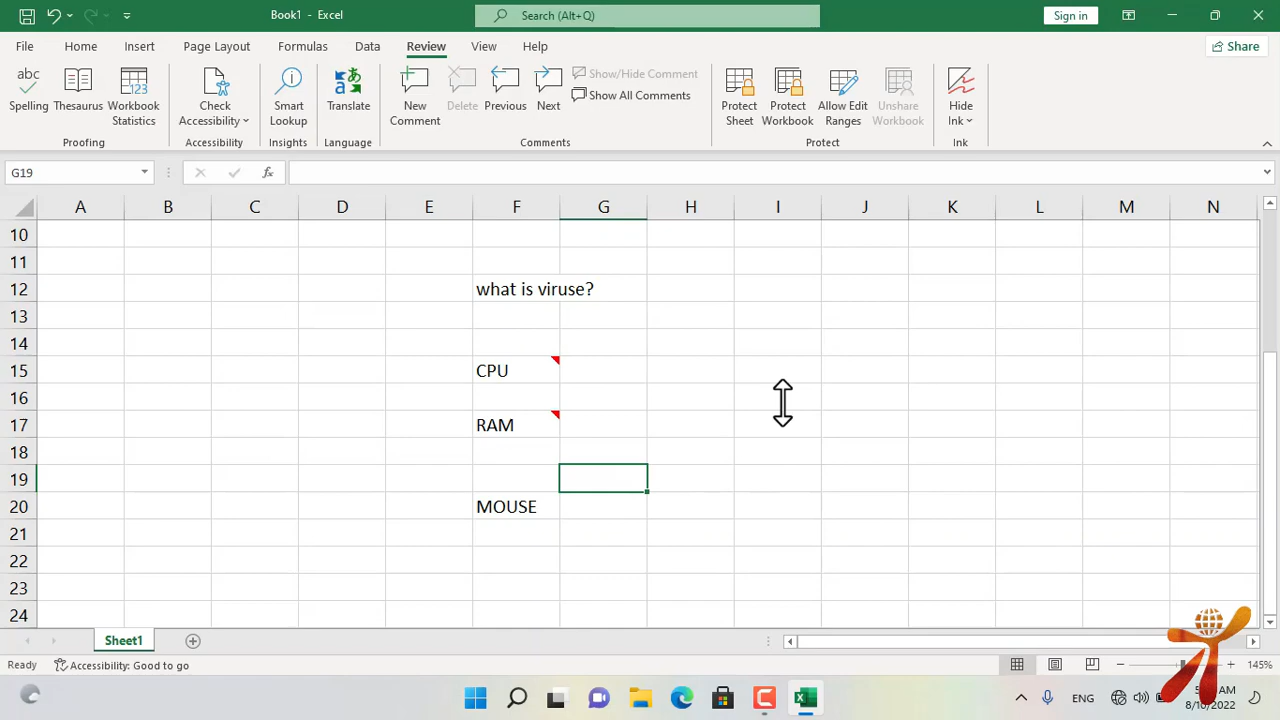 Book1 - Excel
Search (Alt+Q)
Sign in
File Home Insert Page Layout Formulas Data Review View Help
Share
abc
Spelling
Thesaurus
123
Workbook Statistics
Check Accessibility
Smart Lookup
Translate
New Comment
Delete
Previous
Next
Show/Hide Comment
Show All Comments
Protect Sheet
Protect Workbook
Allow Edit Ranges
Unshare Workbook
Hide Ink
Proofing Accessibility Insights Language Comments Protect Ink
G19
fx
A B C D E F G H I J K L M N
10
11
12 what is viruse?
13
14
15 CPU
16
17 RAM
18
19
20 MOUSE
21
22
23
24
Sheet1
Ready Accessibility: Good to go 145%
ENG
AM
8/10/2022